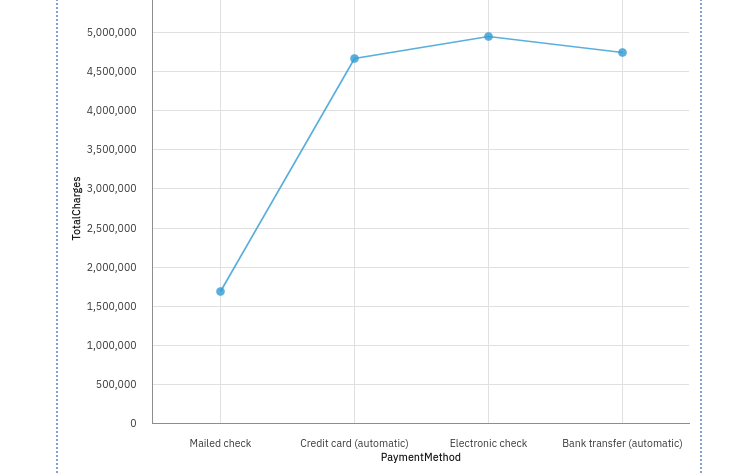 5,000,000
4,500,000
4,000,000
3,500,000
3,000,000
2,500,000
2,000,000
1,500,000
1,000,000
500,000
0
TotalCharges
Mailed check
Credit card (automatic)
Electronic check
Bank transfer (automatic)
PaymentMethod